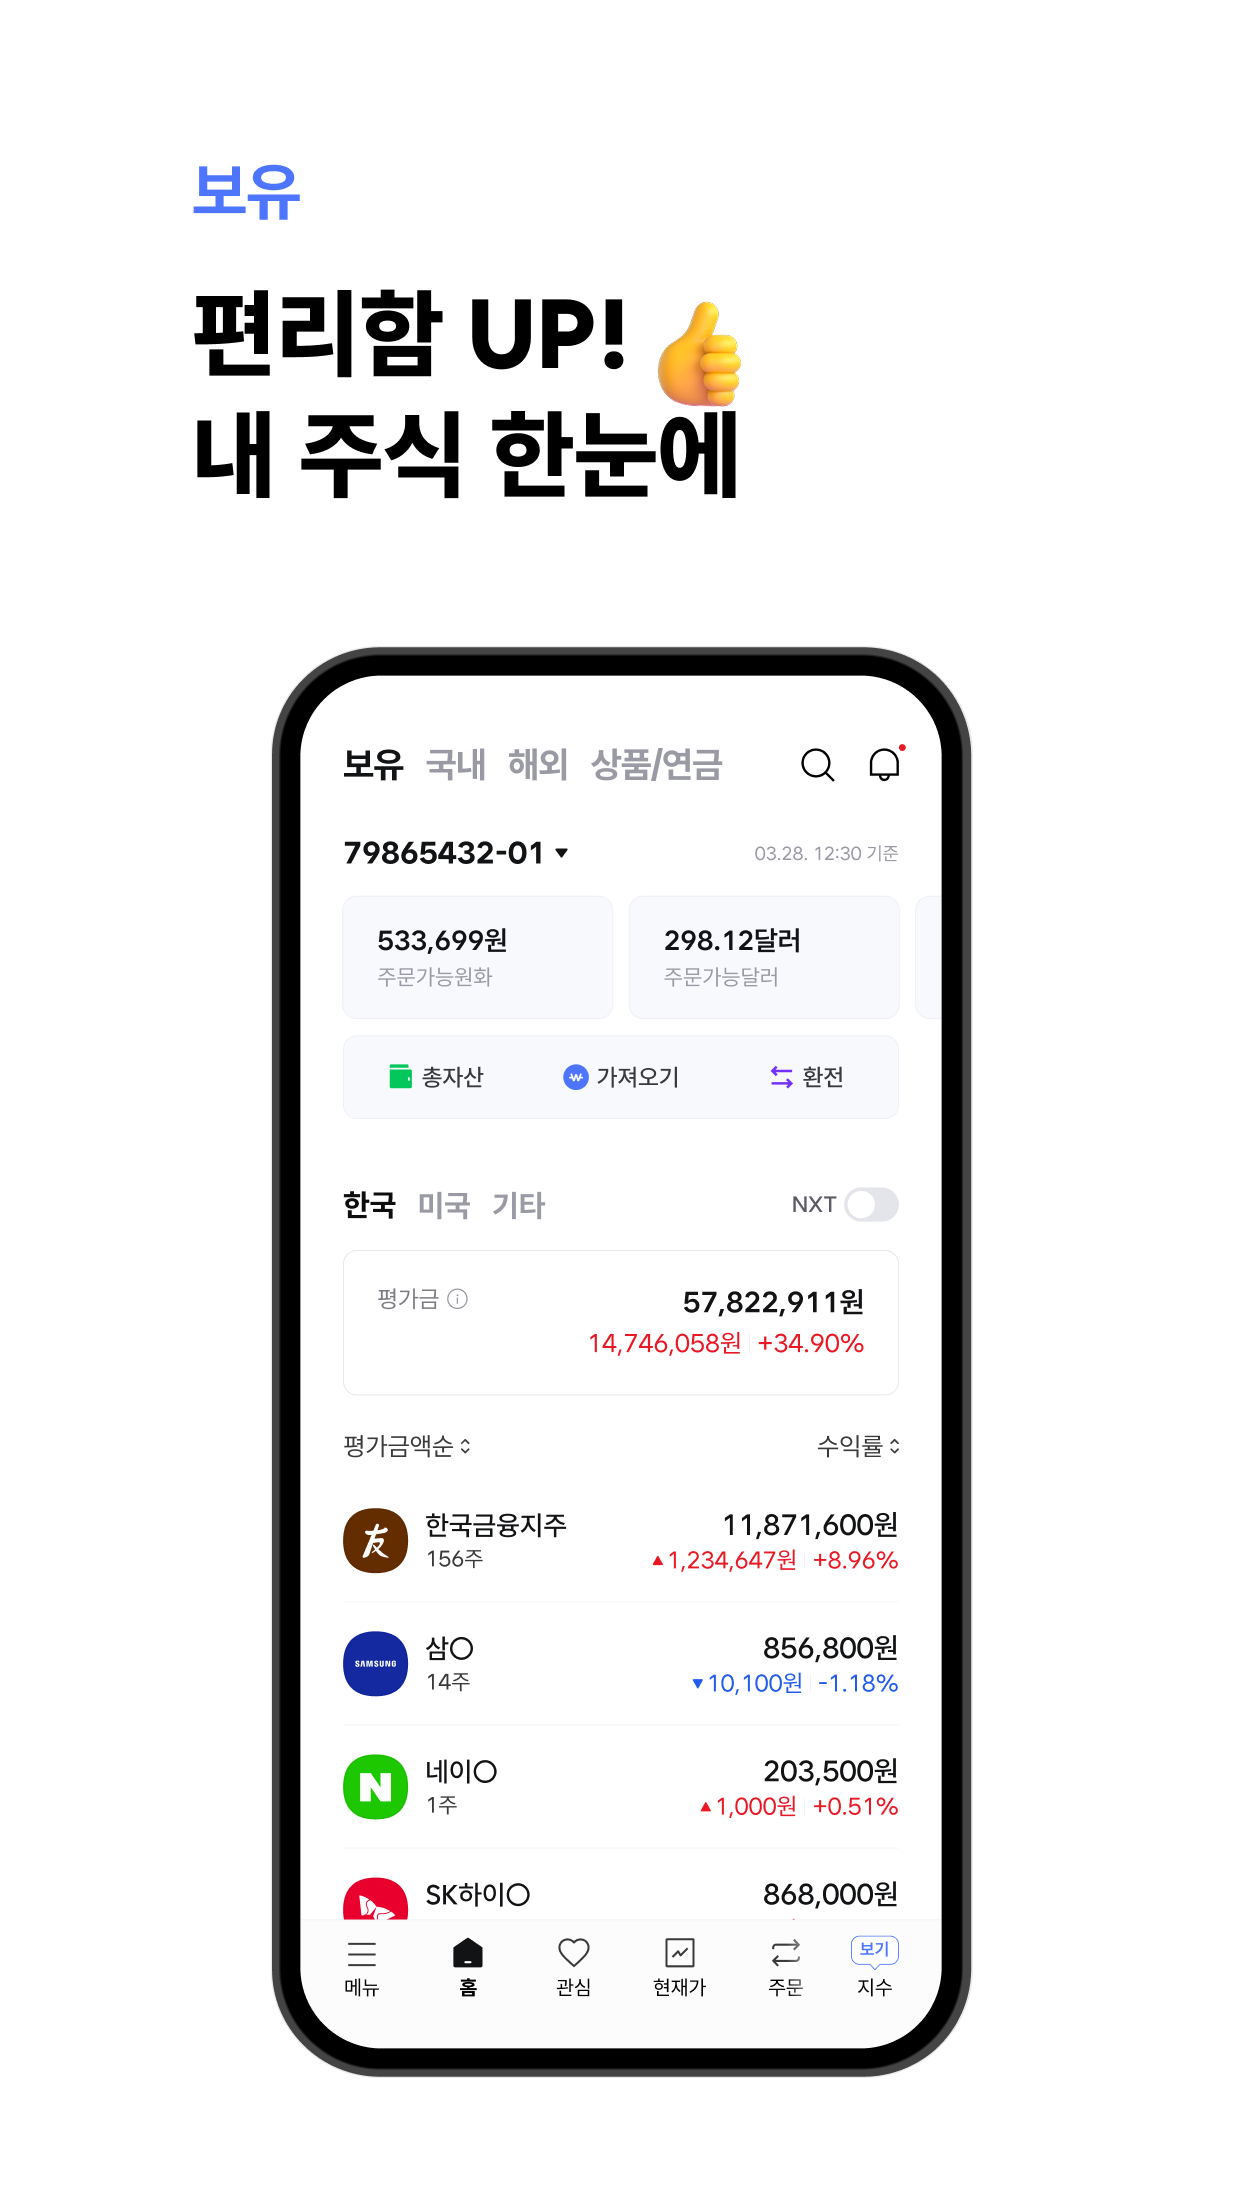 보유
편리함 UP!
내 주식 한눈에
보유 국내 해외 상품/연금
79865432-01 03.28. 12:30 기준
533,699원 298.12달러
주문가능원화 주문가능달러
총자산 가져오기 환전
한국 미국 기타 NXT
평가금 57,822,911원
14,746,058원 +34.90%
평가금액순 수익률
友 한국금융지주 11,871,600원
156주 ▲1,234,647원 +8.96%
SAMSUNG 삼〇 856,800원
14주 ▼10,100원 -1.18%
N 네이〇 203,500원
1주 ▲1,000원 +0.51%
SK하이〇 868,000원
보기
메뉴 홈 관심 현재가 주문 지수